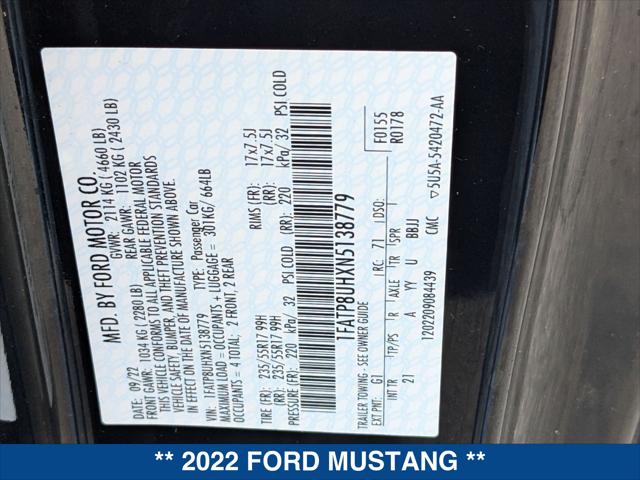 MFD. BY FORD MOTOR CO.
DATE: 09/22 GVWR: 2114 KG ( 4660 LB)
FRONT GAWR: 1034 KG ( 2280 LB) REAR GAWR: 1102 KG ( 2430 LB)
THIS VEHICLE CONFORMS TO ALL APPLICABLE FEDERAL MOTOR
VEHICLE SAFETY, BUMPER, AND THEFT PREVENTION STANDARDS
IN EFFECT ON THE DATE OF MANUFACTURE SHOWN ABOVE.
VIN: 1FATP8UHXN5138779 TYPE: Passenger Car
MAXIMUM LOAD = OCCUPANTS + LUGGAGE = 301KG/ 664LB
OCCUPANTS = 4 TOTAL; 2 FRONT, 2 REAR
TIRE (FR): 235/55R17 99H RIMS (FR): 17x7.5J
(RR): 235/55R17 99H (RR): 17x7.5J
PRESSURE (FR): 220 kPa/ 32 PSI COLD (RR): 220 kPa/ 32 PSI COLD
1FATP8UHXN5138779
F0155
R0178
TRAILER TOWING - SEE OWNER GUIDE
EXT PNT: G1 RC: 71 DSO:
INT TR TP/PS R AXLE TR SPR
21 A YY U BBJJ
1202209084439 CMC 5U5A-5420472-AA
** 2022 FORD MUSTANG **